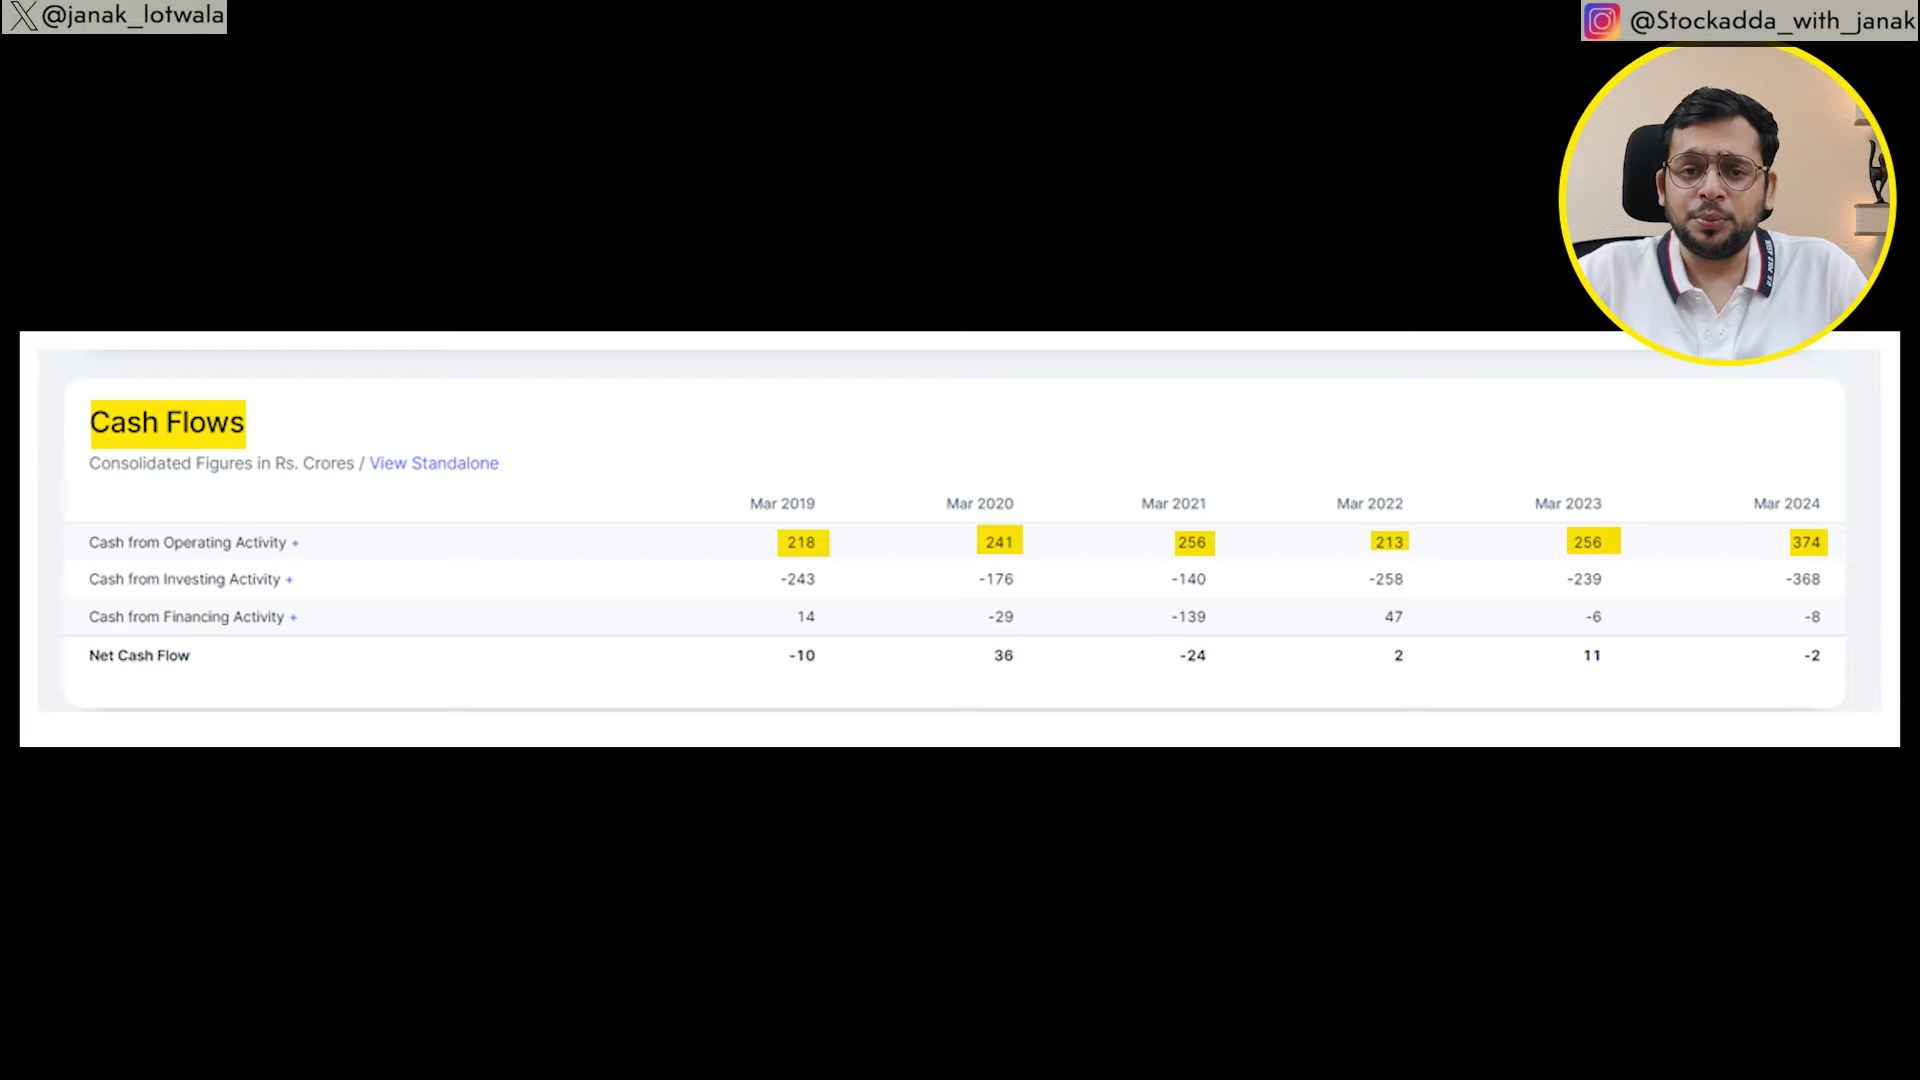 @janak_lotwala
@Stockadda_with_janak
U.S. POLO ASSN.
Cash Flows
Consolidated Figures in Rs. Crores / View Standalone
Mar 2019 Mar 2020 Mar 2021 Mar 2022 Mar 2023 Mar 2024
Cash from Operating Activity + 218 241 256 213 256 374
Cash from Investing Activity + -243 -176 -140 -258 -239 -368
Cash from Financing Activity + 14 -29 -139 47 -6 -8
Net Cash Flow -10 36 -24 2 11 -2